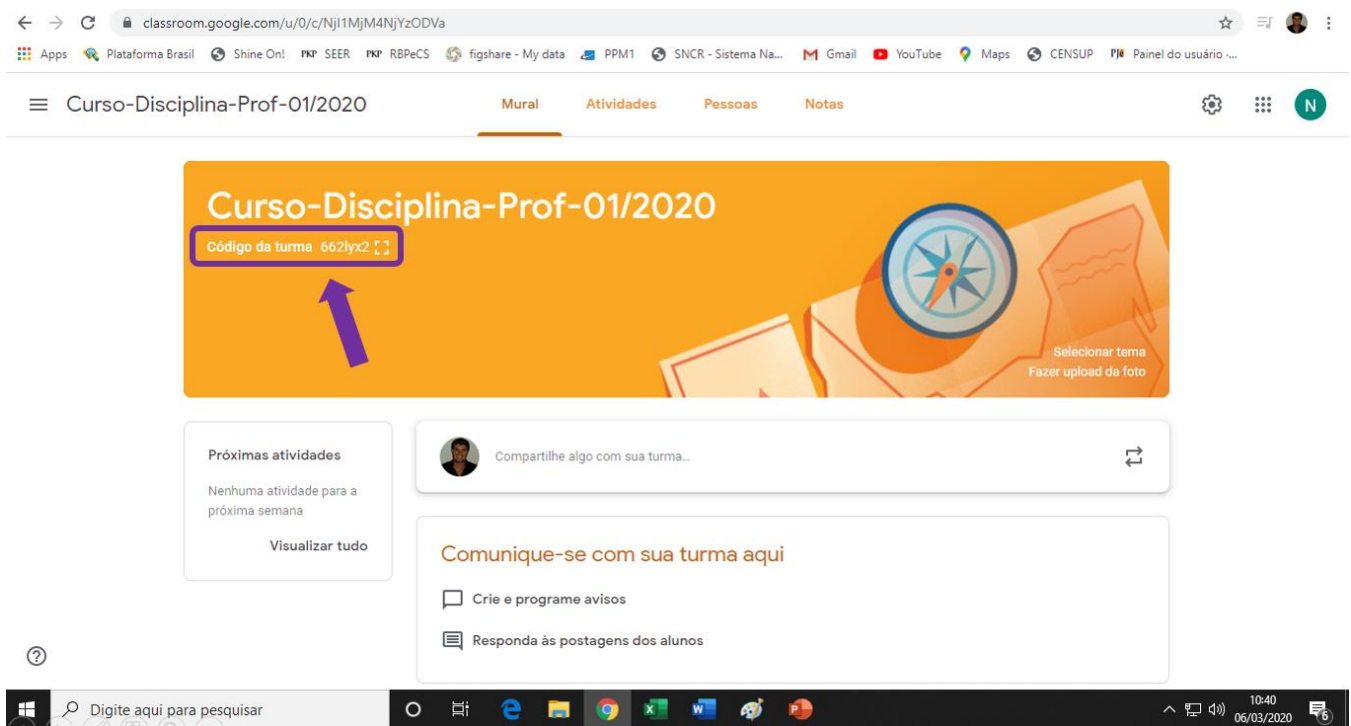 classroom.google.com/u/0/c/NjI1MjM4NjYzODVa
Apps Plataforma Brasil Shine On! PKP SEER PKP RBPeCS figshare - My data PPM1 SNCR - Sistema Na... Gmail YouTube Maps CENSUP PJe Painel do usuário -...
Curso-Disciplina-Prof-01/2020 Mural Atividades Pessoas Notas N
Curso-Disciplina-Prof-01/2020
Código da turma 662lyx2
Selecionar tema
Fazer upload da foto
Próximas atividades
Nenhuma atividade para a
próxima semana
Visualizar tudo
Compartilhe algo com sua turma...
Comunique-se com sua turma aqui
Crie e programe avisos
Responda às postagens dos alunos
Digite aqui para pesquisar
10:40
06/03/2020
6